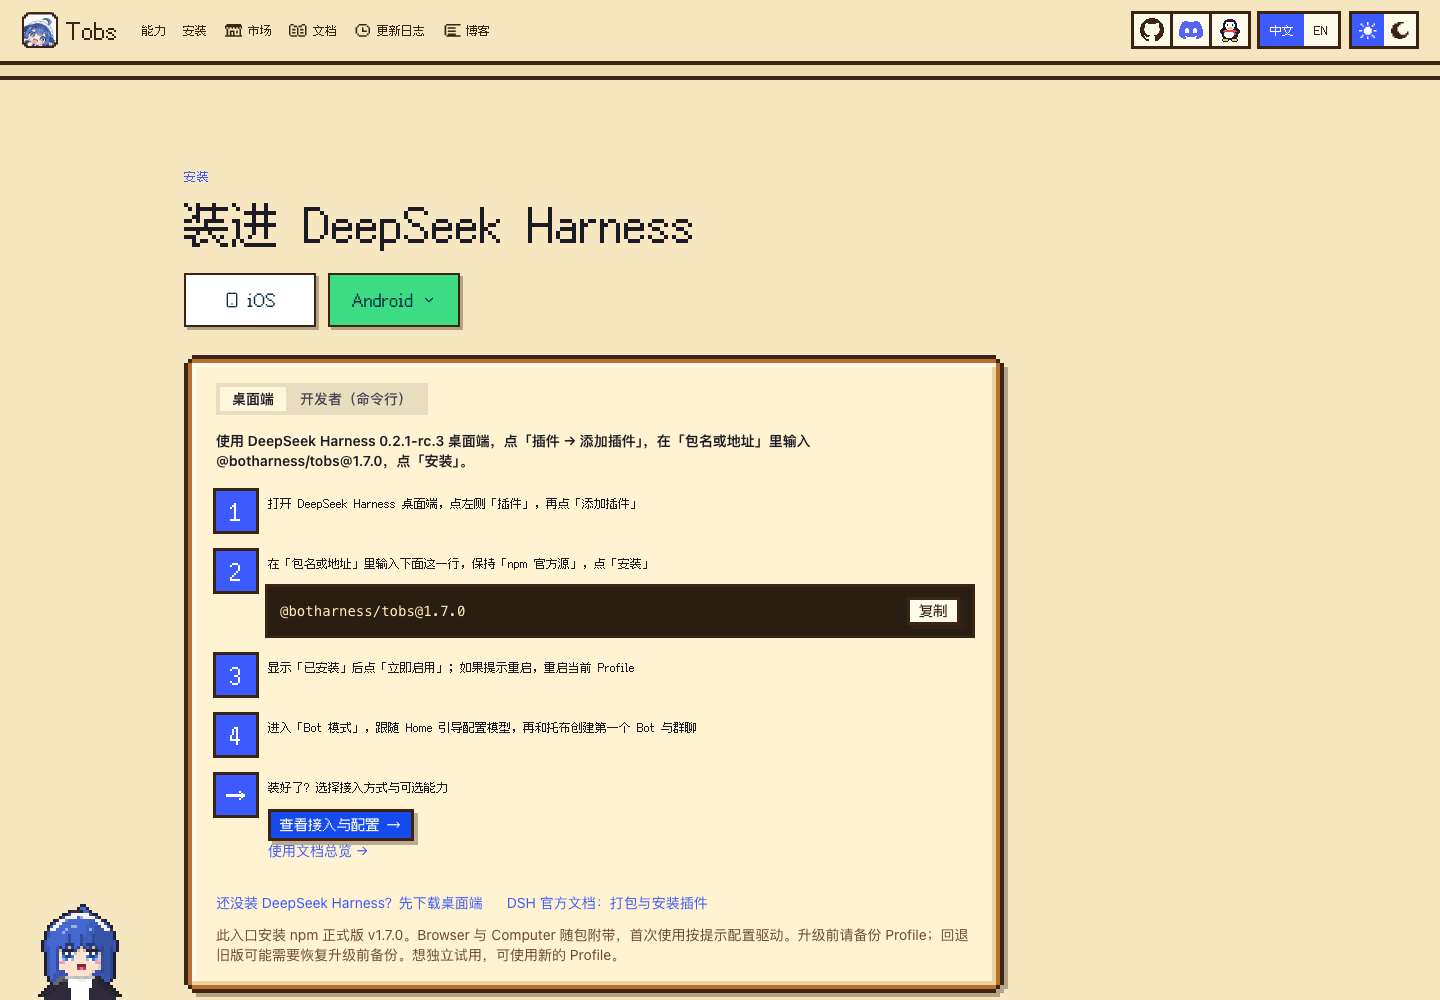 Tobs 能力 安装 市场 文档 更新日志 博客 中文 EN
安装
装进 DeepSeek Harness
iOS Android
桌面端 开发者（命令行）
使用 DeepSeek Harness 0.2.1-rc.3 桌面端，点「插件 → 添加插件」，在「包名或地址」里输入
@botharness/tobs@1.7.0，点「安装」。
1 打开 DeepSeek Harness 桌面端，点左侧「插件」，再点「添加插件」
2 在「包名或地址」里输入下面这一行，保持「npm 官方源」，点「安装」
@botharness/tobs@1.7.0 复制
3 显示「已安装」后点「立即启用」；如果提示重启，重启当前 Profile
4 进入「Bot 模式」，跟随 Home 引导配置模型，再和托布创建第一个 Bot 与群聊
→ 装好了？选择接入方式与可选能力
查看接入与配置 →
使用文档总览 →
还没装 DeepSeek Harness？先下载桌面端 DSH 官方文档：打包与安装插件
此入口安装 npm 正式版 v1.7.0。Browser 与 Computer 随包附带，首次使用按提示配置驱动。升级前请备份 Profile；回退
旧版可能需要恢复升级前备份。想独立试用，可使用新的 Profile。